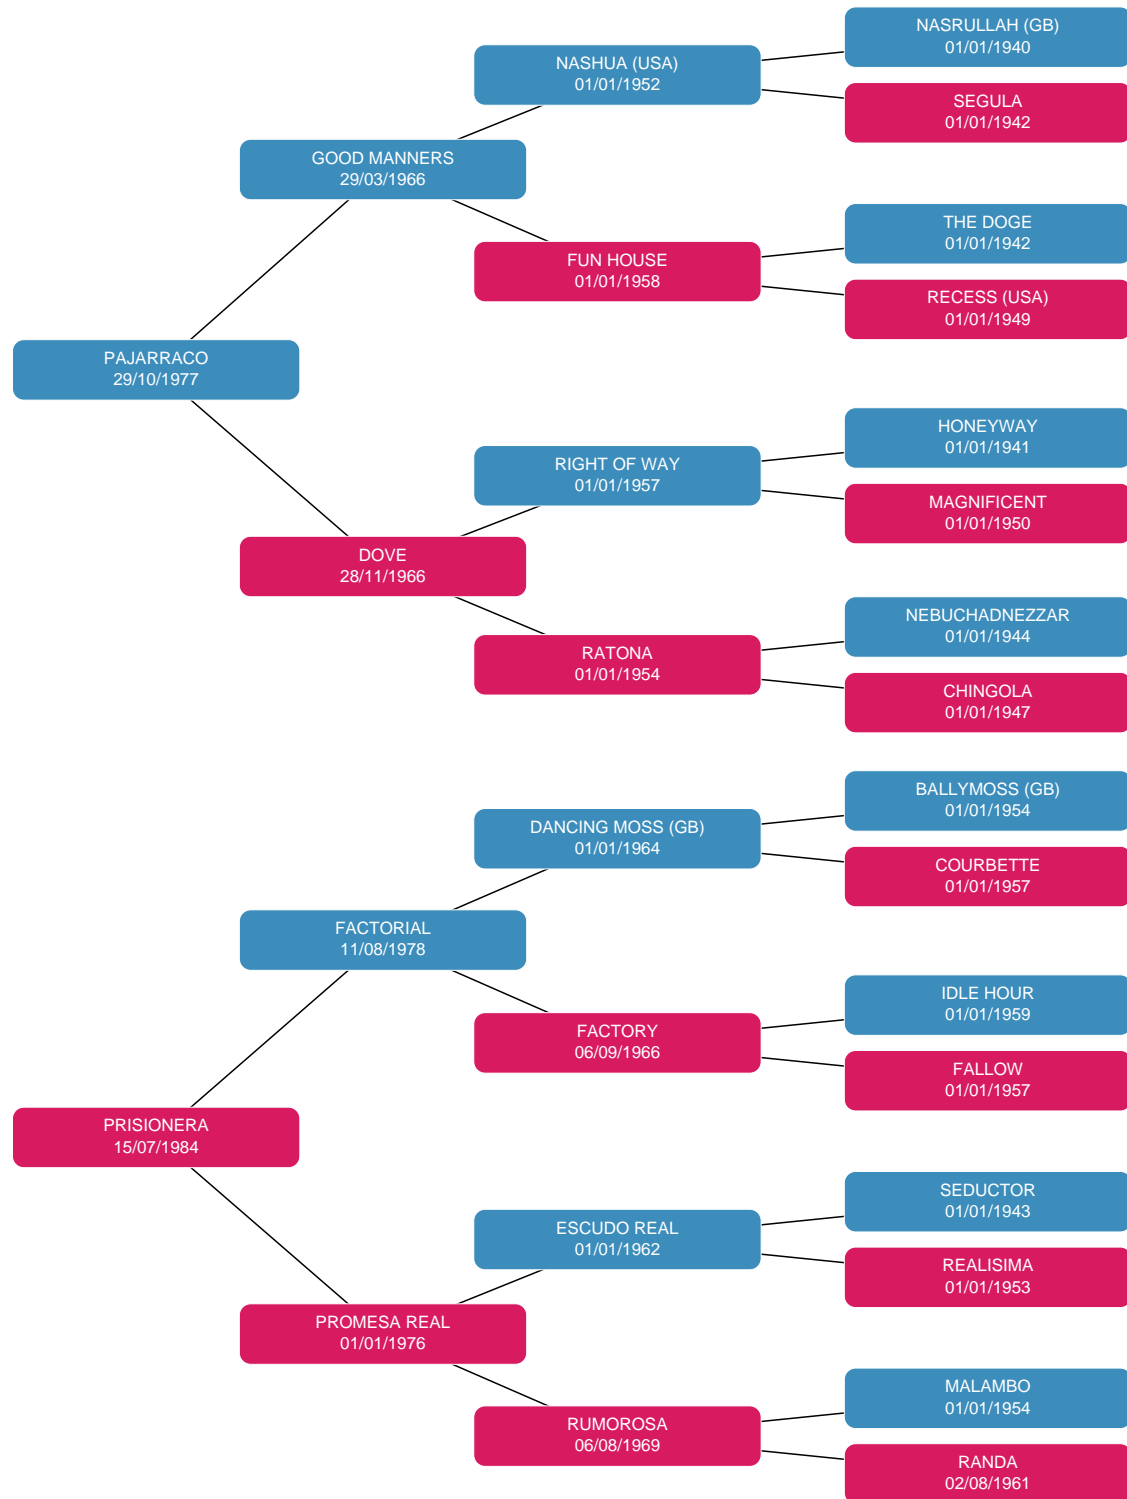 NASRULLAH (GB)
01/01/1940
NASHUA (USA)
01/01/1952
SEGULA
01/01/1942
GOOD MANNERS
29/03/1966
THE DOGE
01/01/1942
FUN HOUSE
01/01/1958
RECESS (USA)
01/01/1949
PAJARRACO
29/10/1977
HONEYWAY
01/01/1941
RIGHT OF WAY
01/01/1957
MAGNIFICENT
01/01/1950
DOVE
28/11/1966
NEBUCHADNEZZAR
01/01/1944
RATONA
01/01/1954
CHINGOLA
01/01/1947
BALLYMOSS (GB)
01/01/1954
DANCING MOSS (GB)
01/01/1964
COURBETTE
01/01/1957
FACTORIAL
11/08/1978
IDLE HOUR
01/01/1959
FACTORY
06/09/1966
FALLOW
01/01/1957
PRISIONERA
15/07/1984
SEDUCTOR
01/01/1943
ESCUDO REAL
01/01/1962
REALISIMA
01/01/1953
PROMESA REAL
01/01/1976
MALAMBO
01/01/1954
RUMOROSA
06/08/1969
RANDA
02/08/1961